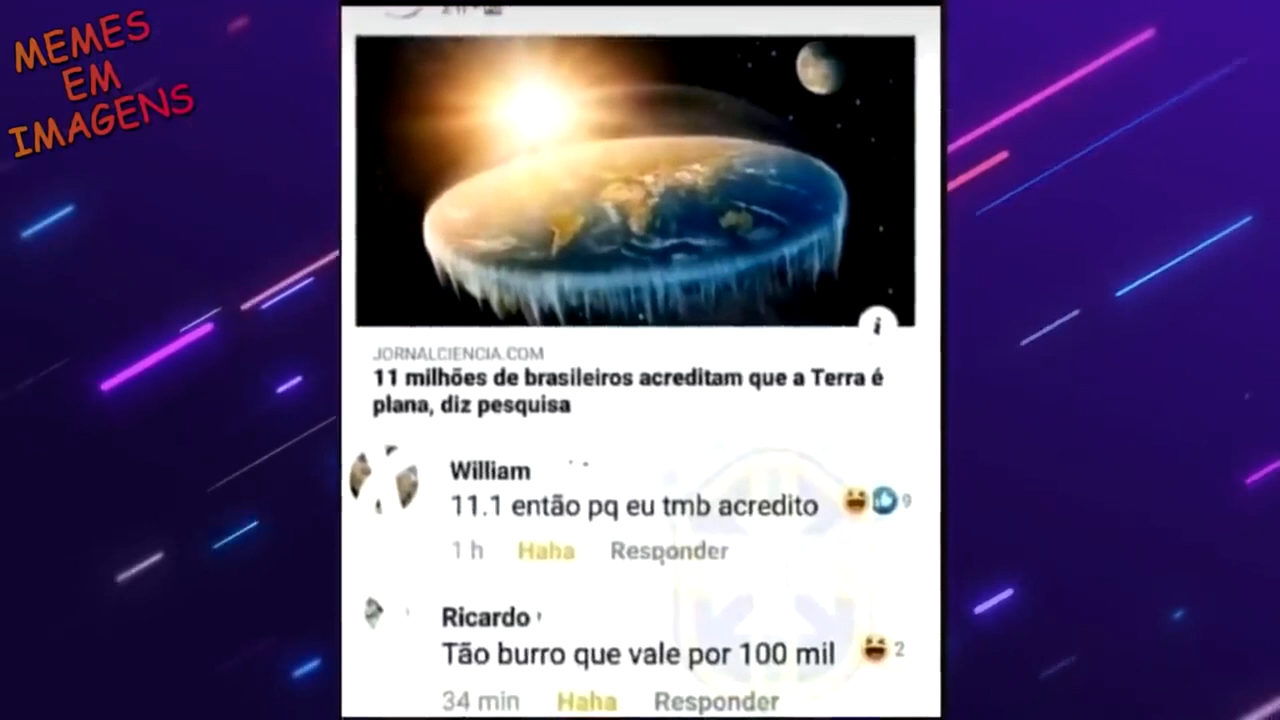 MEMES
EM
IMAGENS
JORNALCIENCIA.COM
11 milhões de brasileiros acreditam que a Terra é
plana, diz pesquisa
William
11.1 então pq eu tmb acredito 9
1 h Haha Responder
Ricardo
Tão burro que vale por 100 mil 2
34 min Haha Responder